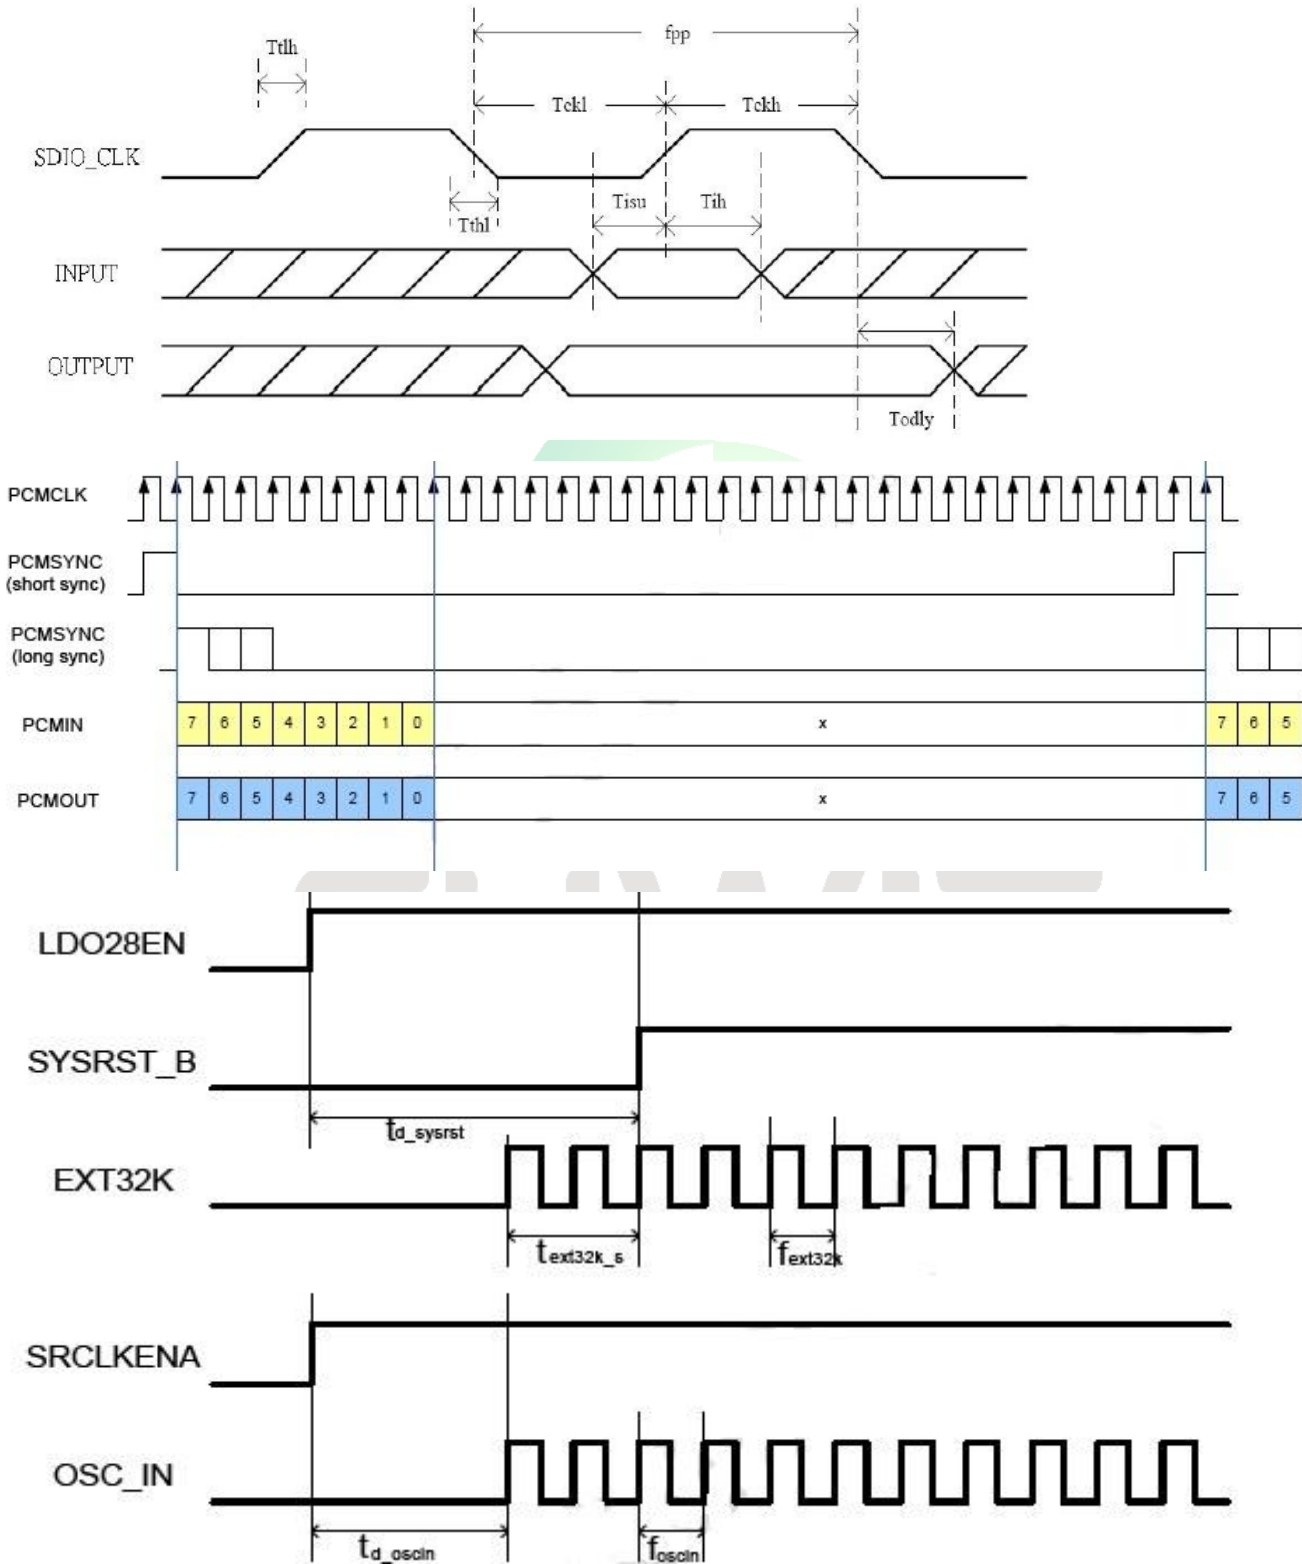 fpp
Ttlh
Tckl
Tckh
SDIO_CLK
Tisu
Tih
Tthl
INPUT
OUTPUT
Todly
PCMCLK
PCMSYNC
(short sync)
PCMSYNC
(long sync)
PCMIN 7 6 5 4 3 2 1 0 x 7 6 5
PCMOUT 7 6 5 4 3 2 1 0 x 7 6 5
LDO28EN
SYSRST_B
td_sysrst
EXT32K
text32k_s
fext32k
SRCLKENA
OSC_IN
td_oscin
foscin